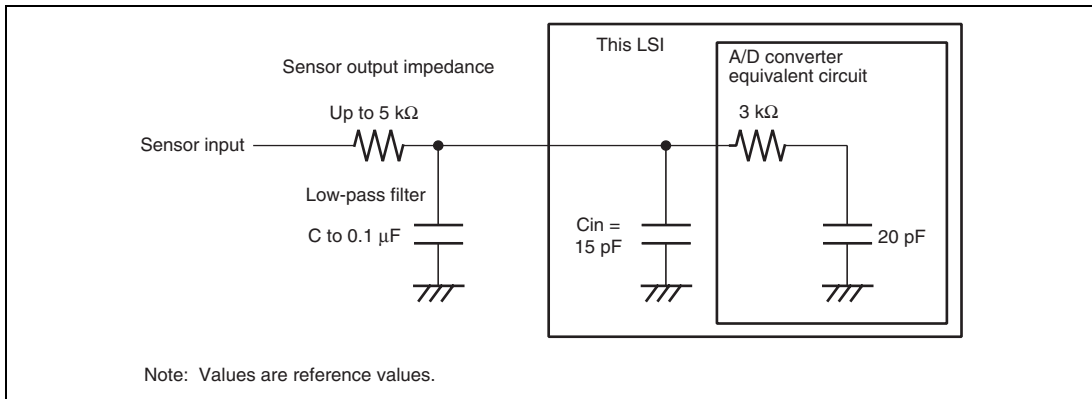 This LSI
A/D converter
equivalent circuit
Sensor output impedance
Up to 5 kΩ
3 kΩ
Sensor input
Low-pass filter
C to 0.1 μF
Cin =
15 pF
20 pF
Note: Values are reference values.